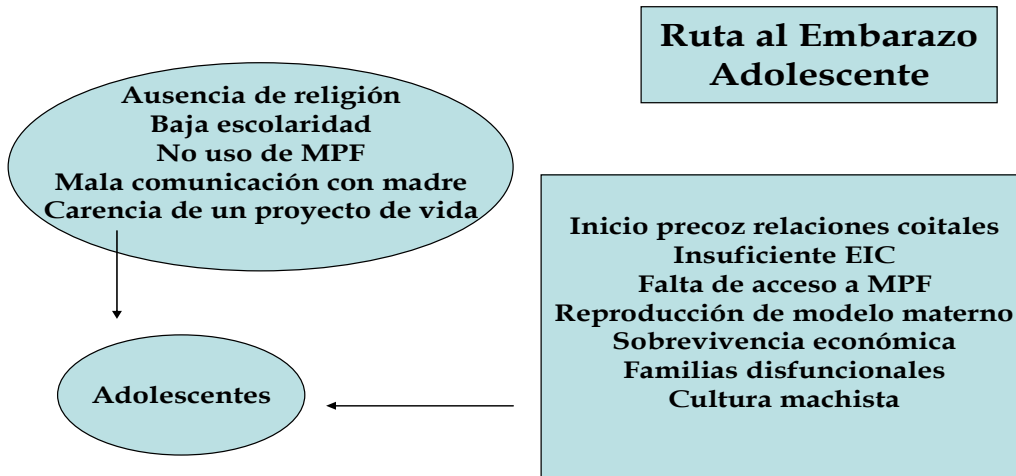 Ruta al Embarazo
Adolescente
Ausencia de religión
Baja escolaridad
No uso de MPF
Mala comunicación con madre
Carencia de un proyecto de vida
Inicio precoz relaciones coitales
Insuficiente EIC
Falta de acceso a MPF
Reproducción de modelo materno
Sobrevivencia económica
Familias disfuncionales
Cultura machista
Adolescentes